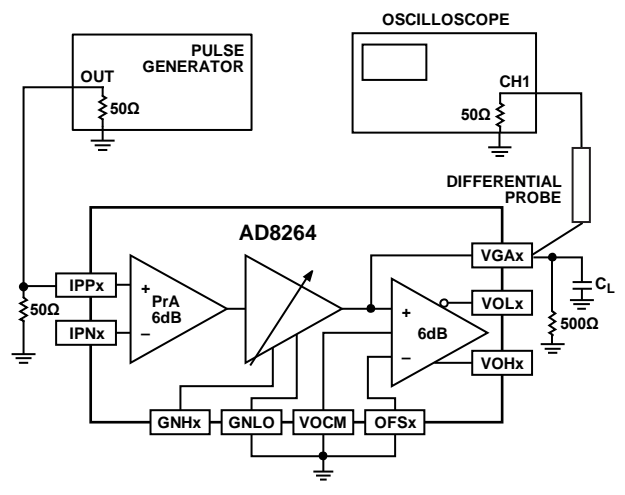 OSCILLOSCOPE
PULSE
GENERATOR
OUT
50Ω
CH1
50Ω
DIFFERENTIAL
PROBE
AD8264
VGAx
IPPx
+
PrA
6dB
–
50Ω
IPNx
+
6dB
–
VOLx
CL
500Ω
VOHx
GNHx
GNLO
VOCM
OFSx